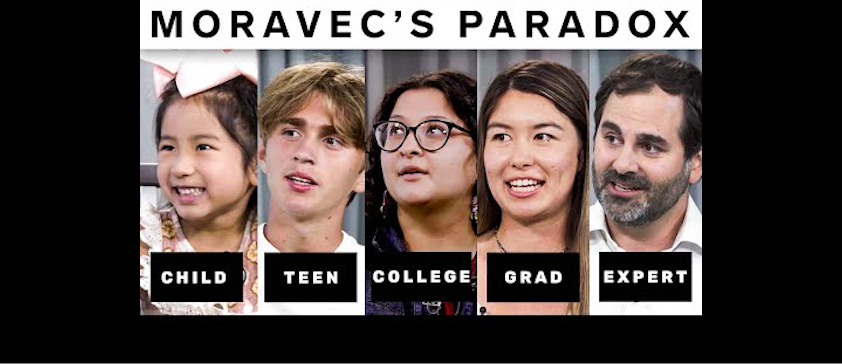 MORAVEC'S PARADOX
CHILD
TEEN
COLLEGE
GRAD
EXPERT